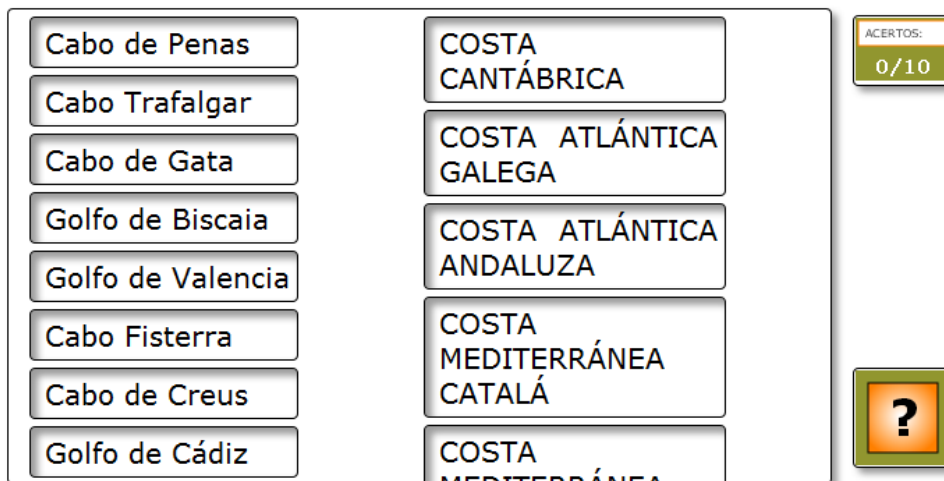 Cabo de Penas
Cabo Trafalgar
Cabo de Gata
Golfo de Biscaia
Golfo de Valencia
Cabo Fisterra
Cabo de Creus
Golfo de Cádiz
COSTA
CANTÁBRICA
COSTA ATLÁNTICA
GALEGA
COSTA ATLÁNTICA
ANDALUZA
COSTA
MEDITERRÁNEA
CATALÁ
COSTA
MEDITERRÁNEA
ACERTOS:
0/10
?